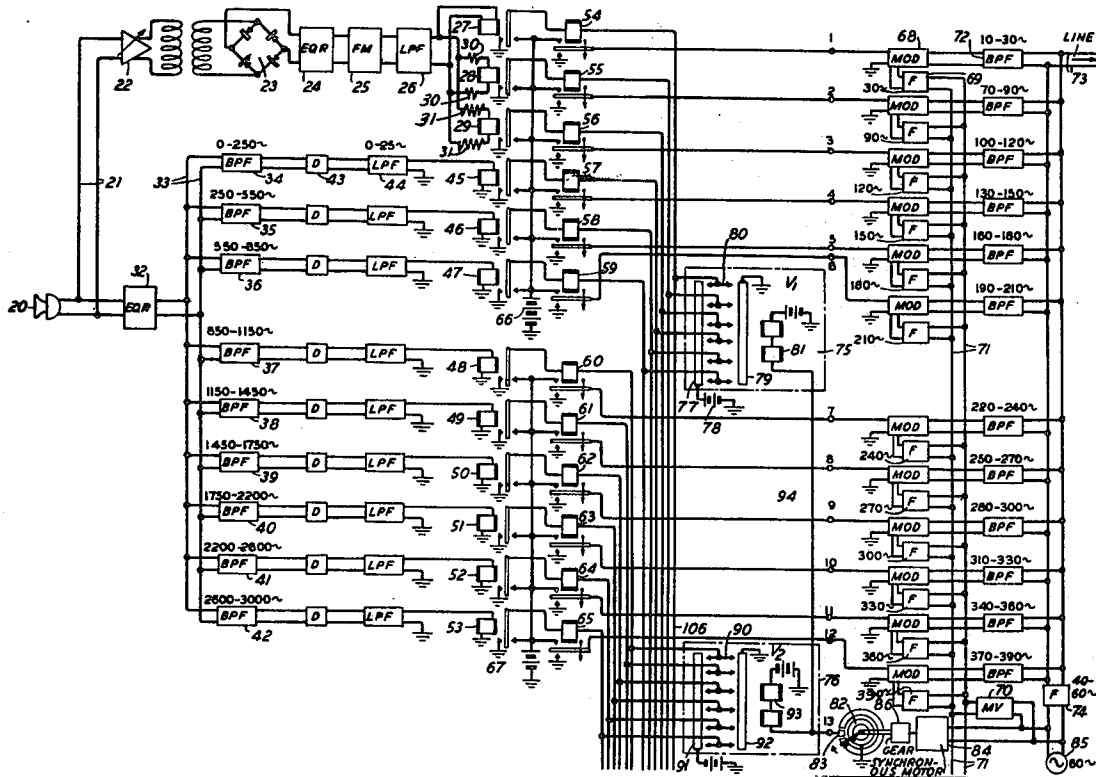 22
23
EQR
24
FM
25
LPF
26
27
30
28
30
31
29
31
54
55
56
57
58
59
1
2
3
4
5
6
68
MOD
72
10-30~
BPF
LINE
73
F
69
30~
MOD
70-90~
BPF
90~
F
MOD
100-120~
BPF
120~
F
MOD
130-150~
BPF
150~
F
MOD
160-180~
BPF
180~
F
MOD
190-210~
BPF
210~
F
71
21
33
0-250~
BPF
34
D
43
0-25~
LPF
44
45
250-550~
BPF
35
D
LPF
46
550-850~
BPF
36
D
LPF
47
20
32
EQR
66
80
V1
81
75
77
78
79
850-1150~
BPF
37
D
LPF
48
60
1150-1450~
BPF
38
D
LPF
49
61
1450-1750~
BPF
39
D
LPF
50
62
1750-2200~
BPF
40
D
LPF
51
63
2200-2600~
BPF
41
D
LPF
52
64
2600-3000~
BPF
42
D
LPF
53
65
67
7
8
9
10
11
12
13
94
106
90
V2
76
93
91
92
MOD
220-240~
BPF
240~
F
MOD
250-270~
BPF
270~
F
MOD
280-300~
BPF
300~
F
MOD
310-330~
BPF
330~
F
MOD
340-360~
BPF
360~
F
MOD
370-390~
BPF
390~
F
70
MV
40-
60~
F
74
82
83
86
GEAR
SYNCHRON-
OUS MOTOR
84
71
85
60~